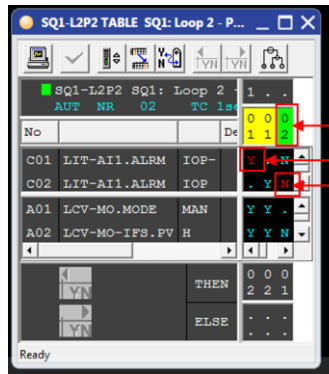 SQ1-L2P2 TABLE SQ1: Loop 2 - P...
YN
YN
YN
SQ1-L2P2 SQ1: Loop 2 -
1 . .
AUT NR 02 TC 1se
0 0 0
1 1 2
No De
C01 LIT-AI1.ALRM IOP- Y . N
C02 LIT-AI1.ALRM IOP . Y N
A01 LCV-MO.MODE MAN Y Y .
A02 LCV-MO-IFS.PV H Y Y N
YN THEN 0 0 0
2 2 1
YN ELSE . . .
. . .
Ready